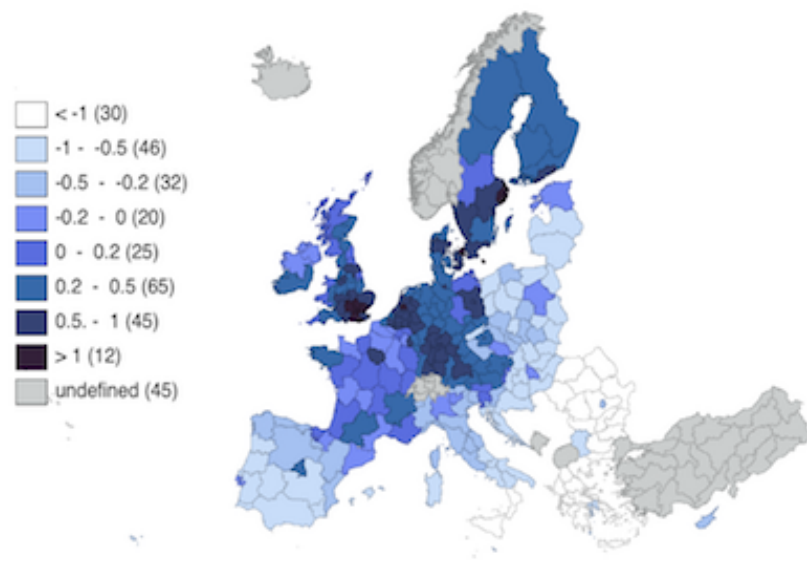 < -1 (30)
-1 - -0.5 (46)
-0.5 - -0.2 (32)
-0.2 - 0 (20)
0 - 0.2 (25)
0.2 - 0.5 (65)
0.5. - 1 (45)
> 1 (12)
undefined (45)